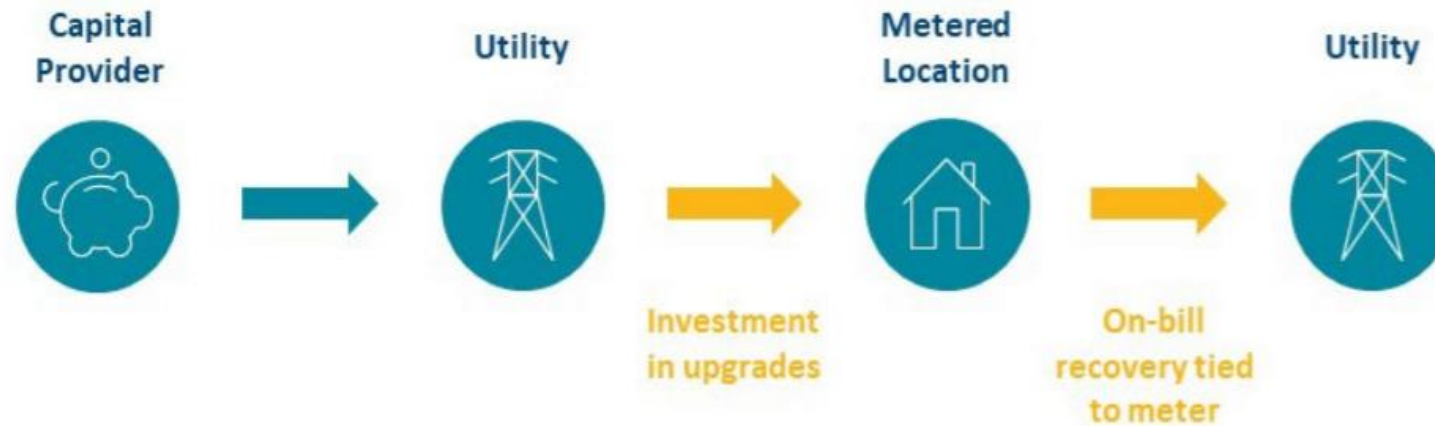 Capital
Provider
Utility
Metered
Location
Utility
Investment
in upgrades
On-bill
recovery tied
to meter